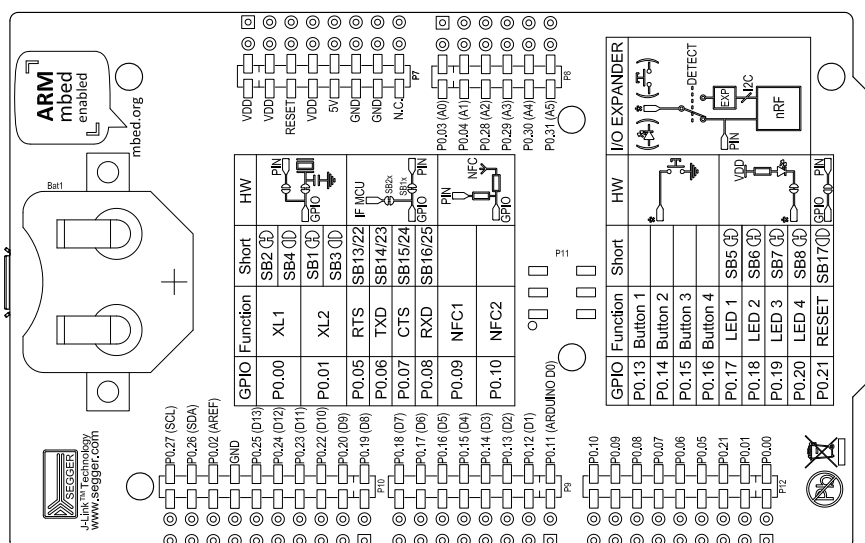 ARM
mbed
enabled
mbed.org
Bat1
VDD
VDD
RESET
VDD
5V
GND
GND
N.C.
P7
P0.03 (A0)
P0.04 (A1)
P0.28 (A2)
P0.29 (A3)
P0.30 (A4)
P0.31 (A5)
P8
GPIO Function Short HW
P0.00 XL1 SB2 SB4
P0.01 XL2 SB1 SB3
GPIO PIN
P0.05 RTS SB13/22
P0.06 TXD SB14/23
P0.07 CTS SB15/24
P0.08 RXD SB16/25
IF MCU SB2x SB1x
GPIO PIN
P0.09 NFC1
P0.10 NFC2
PIN NFC
GPIO
P11
GPIO Function Short HW I/O EXPANDER
P0.13 Button 1
P0.14 Button 2
P0.15 Button 3
P0.16 Button 4
P0.17 LED 1 SB5
P0.18 LED 2 SB6
P0.19 LED 3 SB7
P0.20 LED 4 SB8
VDD
P0.21 RESET SB17 GPIO PIN
DETECT
EXP
I2C
PIN
nRF
SEGGER
J-Link™ Technology
www.segger.com
P0.27 (SCL)
P0.26 (SDA)
P0.02 (AREF)
GND
P0.25 (D13)
P0.24 (D12)
P0.23 (D11)
P0.22 (D10)
P0.20 (D9)
P0.19 (D8)
P10
P0.18 (D7)
P0.17 (D6)
P0.16 (D5)
P0.15 (D4)
P0.14 (D3)
P0.13 (D2)
P0.12 (D1)
P0.11 (ARDUINO D0)
P9
P0.10
P0.09
P0.08
P0.07
P0.06
P0.05
P0.21
P0.01
P0.00
P12
Pb